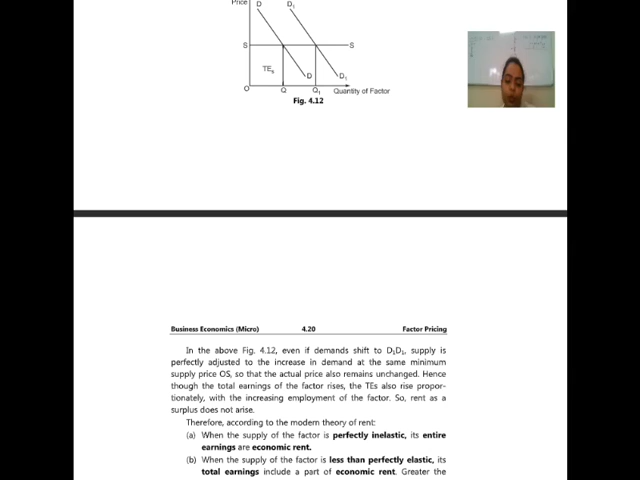 Price
D
D₁
S
S
TEₛ
D
D₁
O
Q
Q₁
Quantity of Factor
Fig. 4.12
Business Economics (Micro)
4.20
Factor Pricing
In the above Fig. 4.12, even if demands shift to D₁D₁, supply is
perfectly adjusted to the increase in demand at the same minimum
supply price OS, so that the actual price also remains unchanged. Hence
though the total earnings of the factor rises, the TEs also rise propor-
tionately, with the increasing employment of the factor. So, rent as a
surplus does not arise.
Therefore, according to the modern theory of rent:
(a) When the supply of the factor is perfectly inelastic, its entire
earnings are economic rent.
(b) When the supply of the factor is less than perfectly elastic, its
total earnings include a part of economic rent. Greater the